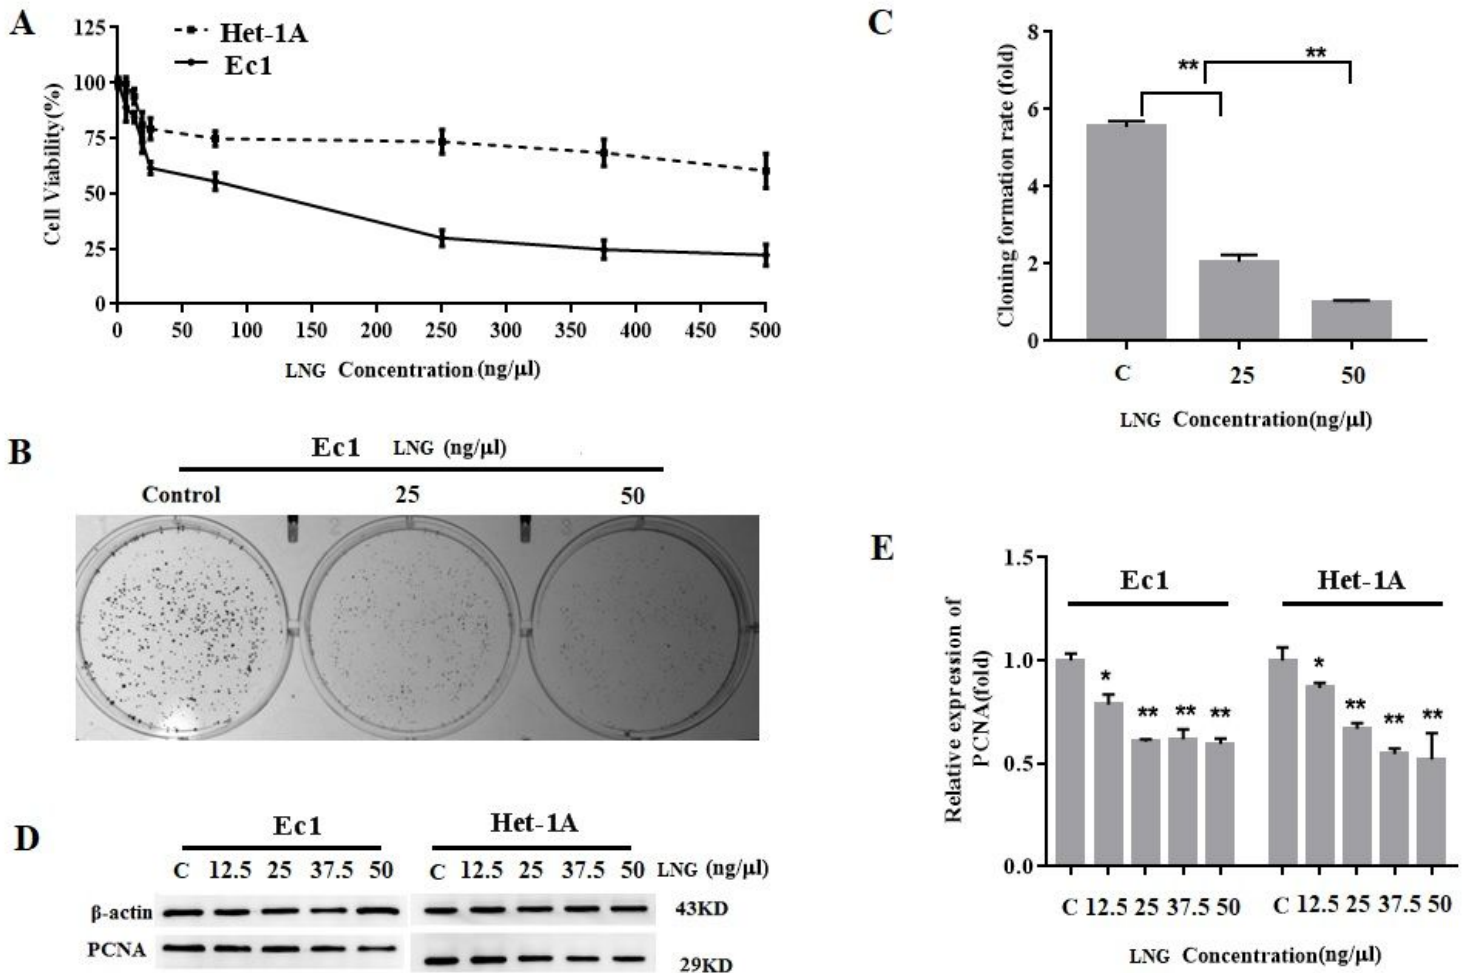 A
125
100
75
50
25
0
Cell Viability(%)
Het-1A
Ec1
0 50 100 150 200 250 300 350 400 450 500
LNG Concentration (ng/μl)
B
Ec1 LNG (ng/μl)
Control 25 50
C
8
6
4
2
0
Cloning formation rate (fold)
** **
C 25 50
LNG Concentration(ng/μl)
D
Ec1 Het-1A
C 12.5 25 37.5 50 C 12.5 25 37.5 50 LNG (ng/μl)
β-actin 43KD
PCNA 29KD
E
1.5
1.0
0.5
0.0
Relative expression of
PCNA(fold)
Ec1 Het-1A
* ** ** ** * ** ** **
C 12.5 25 37.5 50 C 12.5 25 37.5 50
LNG Concentration(ng/μl)